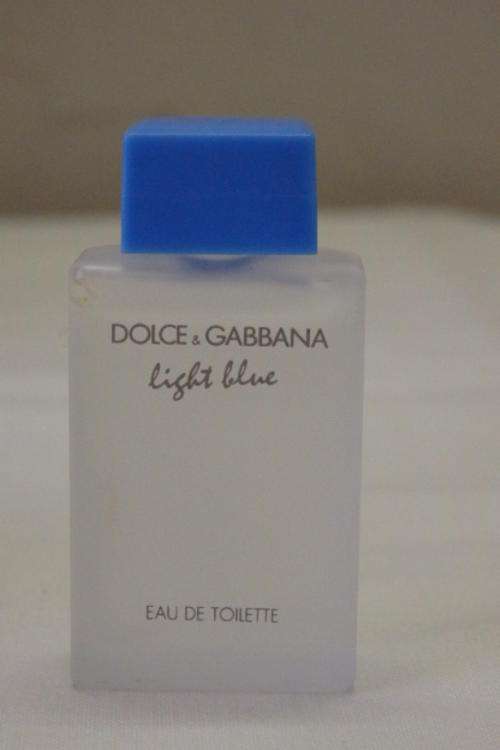 DOLCE & GABBANA
light blue
EAU DE TOILETTE